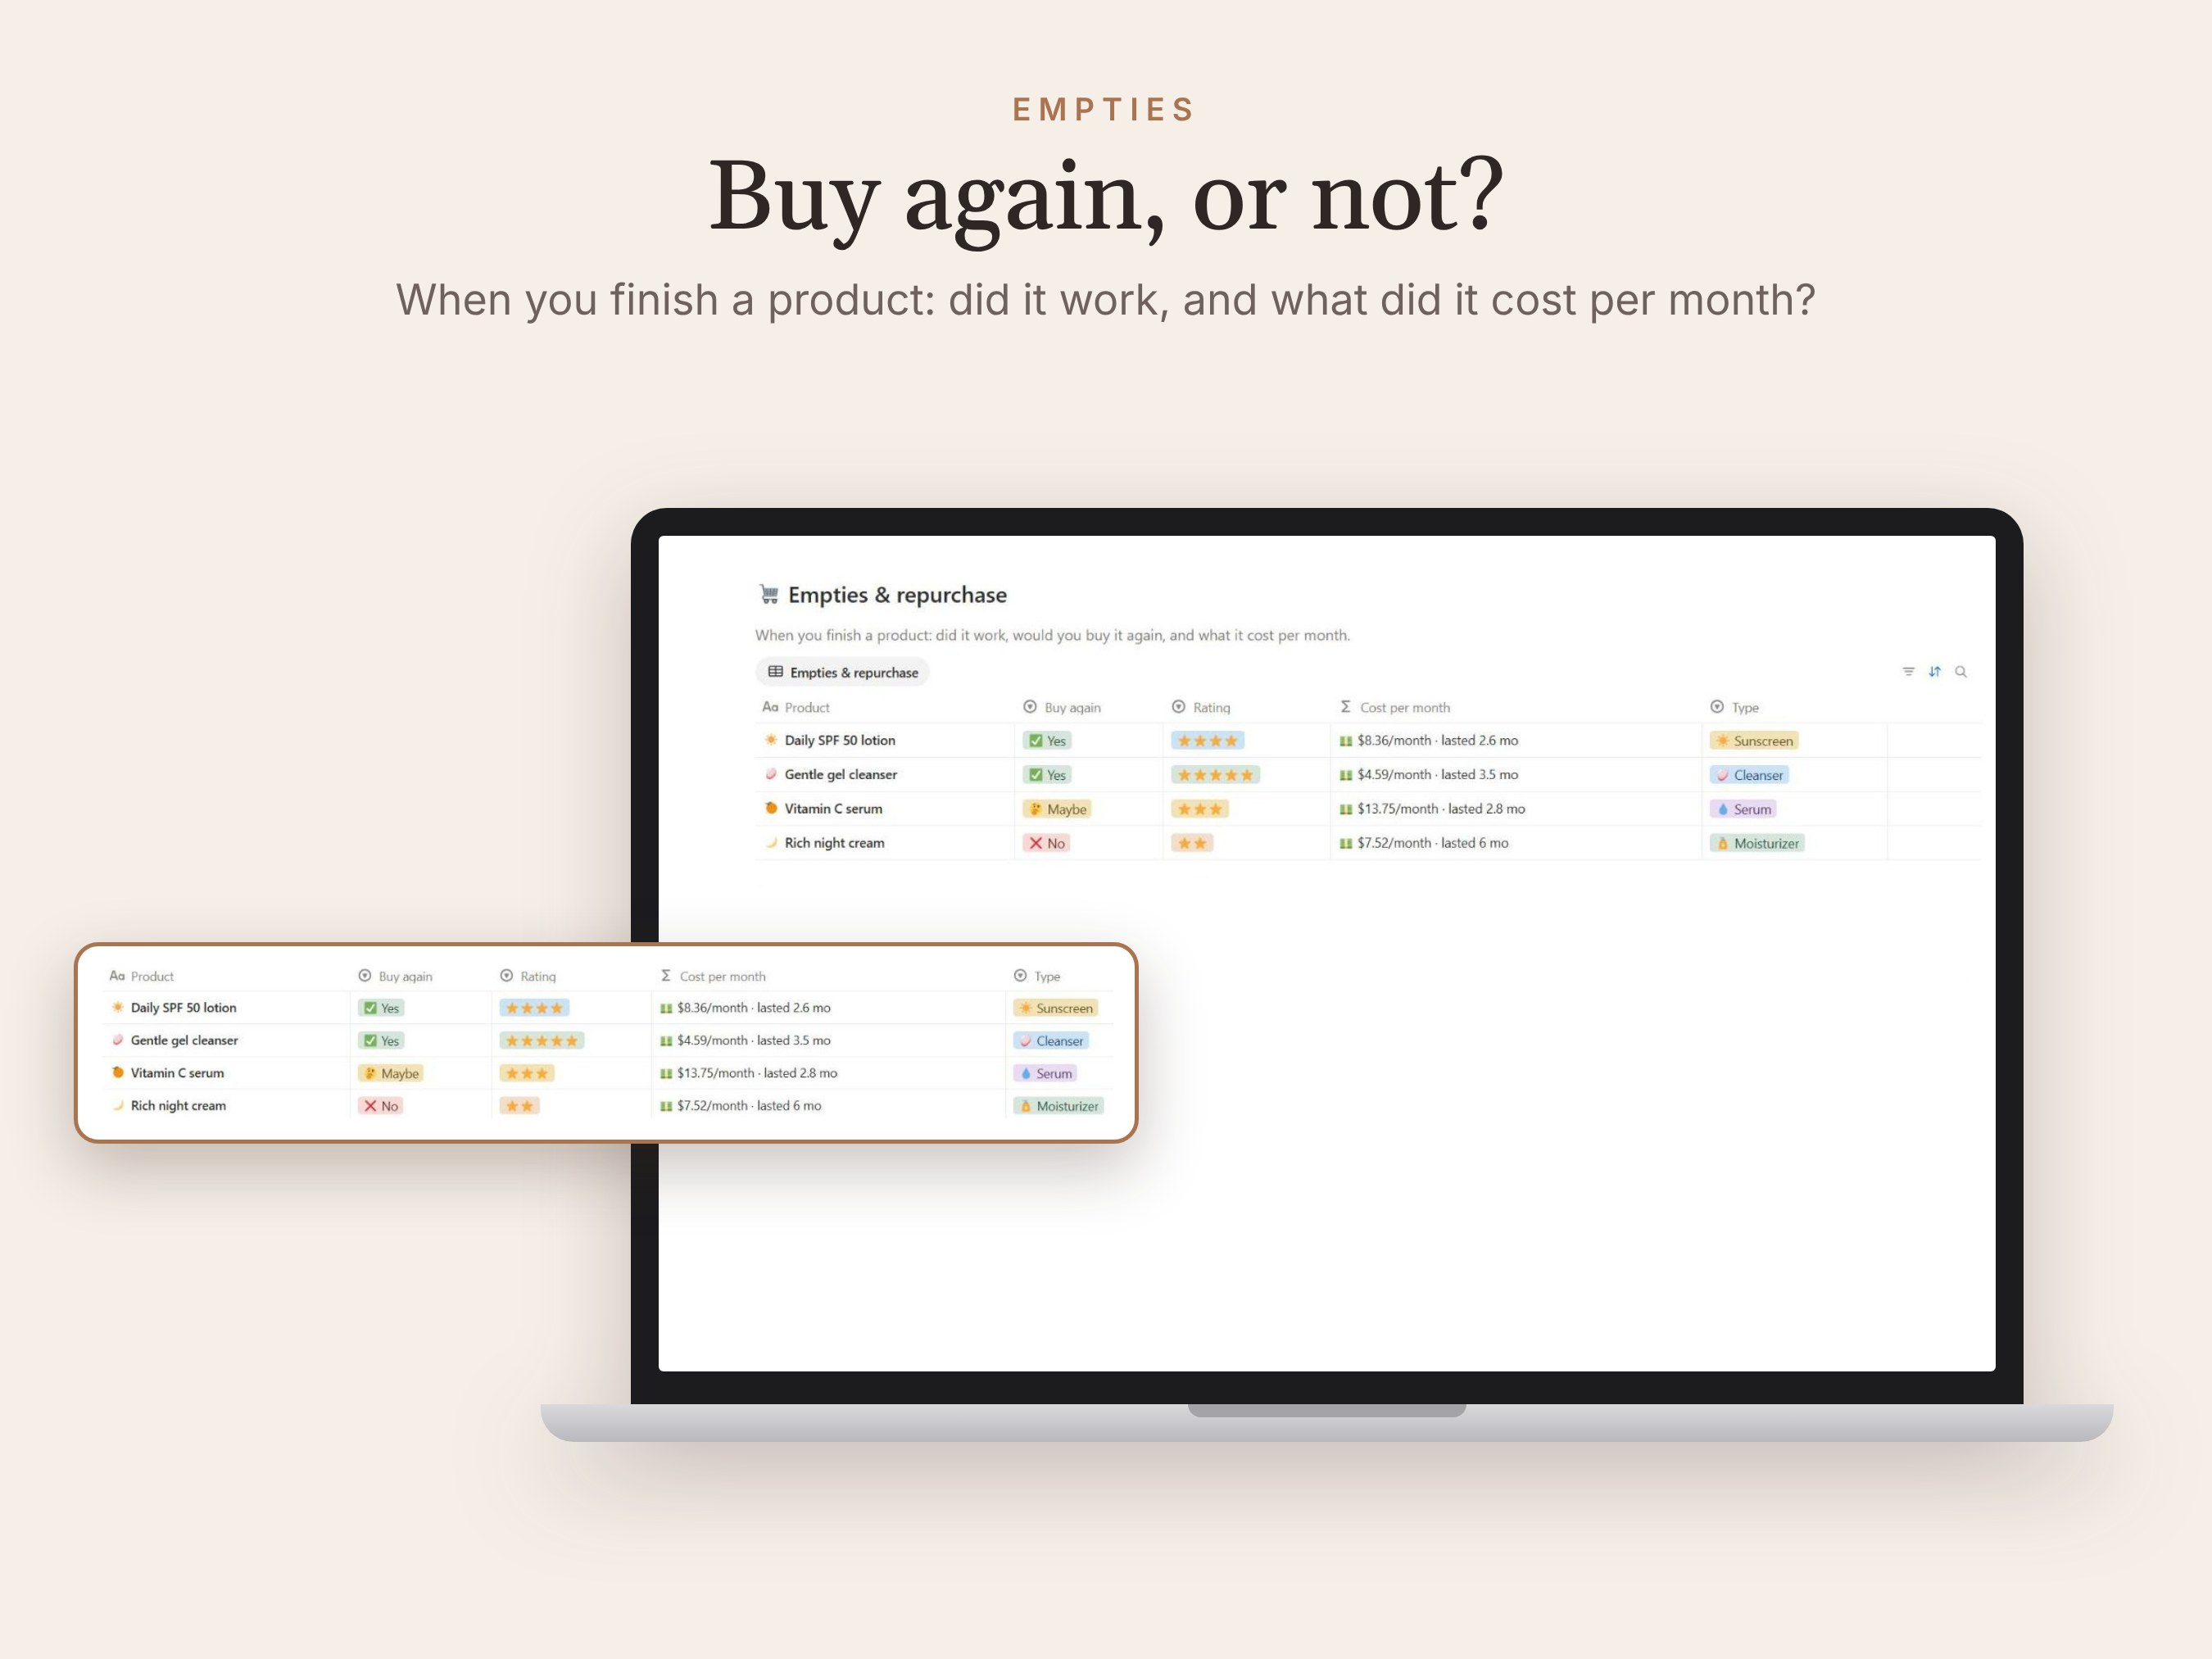 EMPTIES
Buy again, or not?
When you finish a product: did it work, and what did it cost per month?
Empties & repurchase
When you finish a product: did it work, would you buy it again, and what it cost per month.
Empties & repurchase
Aa Product Buy again Rating Σ Cost per month Type
Daily SPF 50 lotion Yes $8.36/month · lasted 2.6 mo Sunscreen
Gentle gel cleanser Yes $4.59/month · lasted 3.5 mo Cleanser
Vitamin C serum Maybe $13.75/month · lasted 2.8 mo Serum
Rich night cream No $7.52/month · lasted 6 mo Moisturizer
Aa Product Buy again Rating Σ Cost per month Type
Daily SPF 50 lotion Yes $8.36/month · lasted 2.6 mo Sunscreen
Gentle gel cleanser Yes $4.59/month · lasted 3.5 mo Cleanser
Vitamin C serum Maybe $13.75/month · lasted 2.8 mo Serum
Rich night cream No $7.52/month · lasted 6 mo Moisturizer